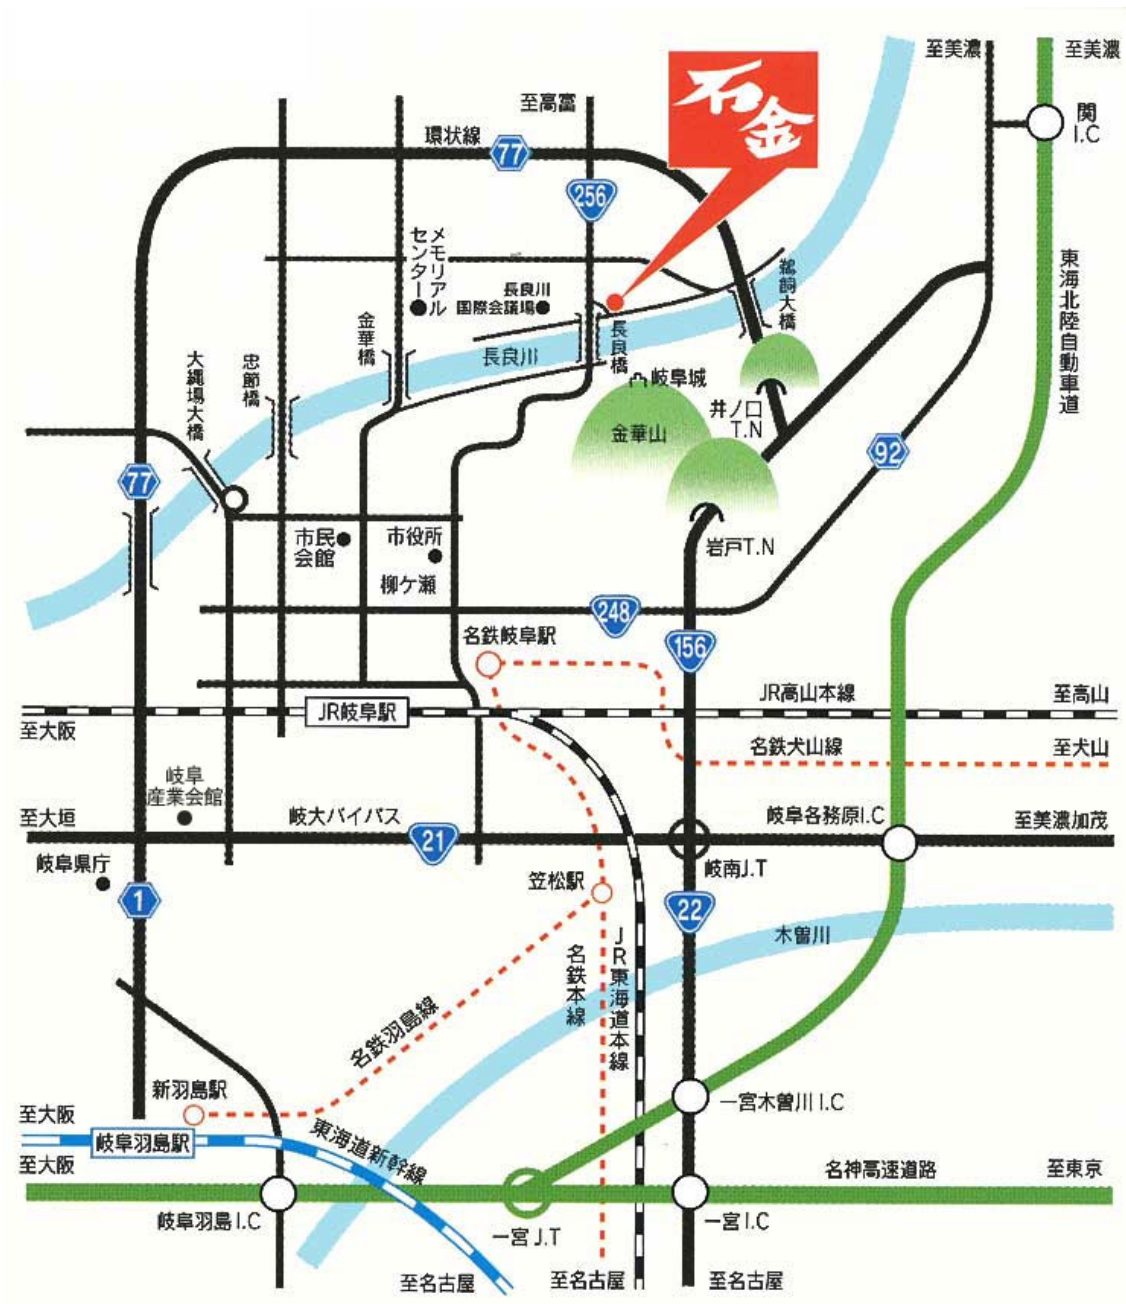 至美濃
至美濃
石金
至高富
関
I.C
環状線
77
256
メモリアル
センター
長良川
国際会議場
鵜飼大橋
東海北陸自動車道
金華橋
長良橋
長良川
大縄場大橋
忠節橋
岐阜城
井ノ口
T.N
金華山
92
77
市民
会館
市役所
岩戸T.N
柳ケ瀬
248
名鉄岐阜駅
156
JR高山本線
至高山
JR岐阜駅
至大阪
名鉄犬山線
至犬山
岐阜
産業会館
至大垣
岐大バイパス
岐阜各務原I.C
至美濃加茂
21
岐阜県庁
岐南J.T
笠松駅
1
22
木曽川
名鉄本線
JR東海道本線
名鉄羽島線
新羽島駅
一宮木曽川I.C
至大阪
岐阜羽島駅
東海道新幹線
至大阪
名神高速道路
至東京
岐阜羽島I.C
一宮J.T
一宮I.C
至名古屋
至名古屋
至名古屋